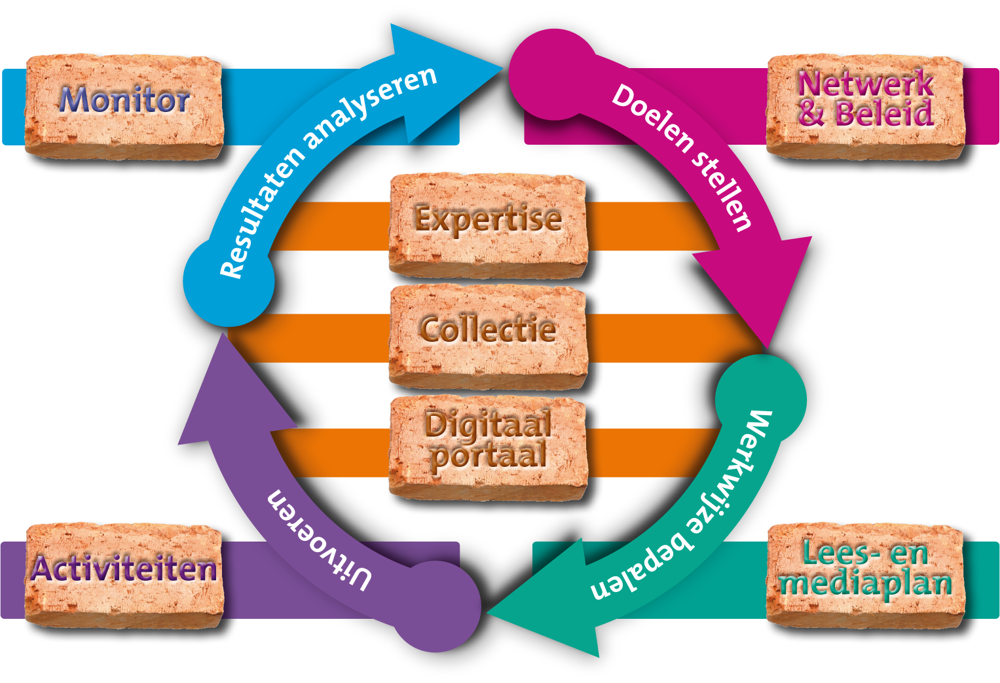 Monitor
Resultaten analyseren
Doelen stellen
Netwerk
& Beleid
Expertise
Collectie
Digitaal
portaal
Activiteiten
Uitvoeren
Werkwijze bepalen
Lees- en
mediaplan